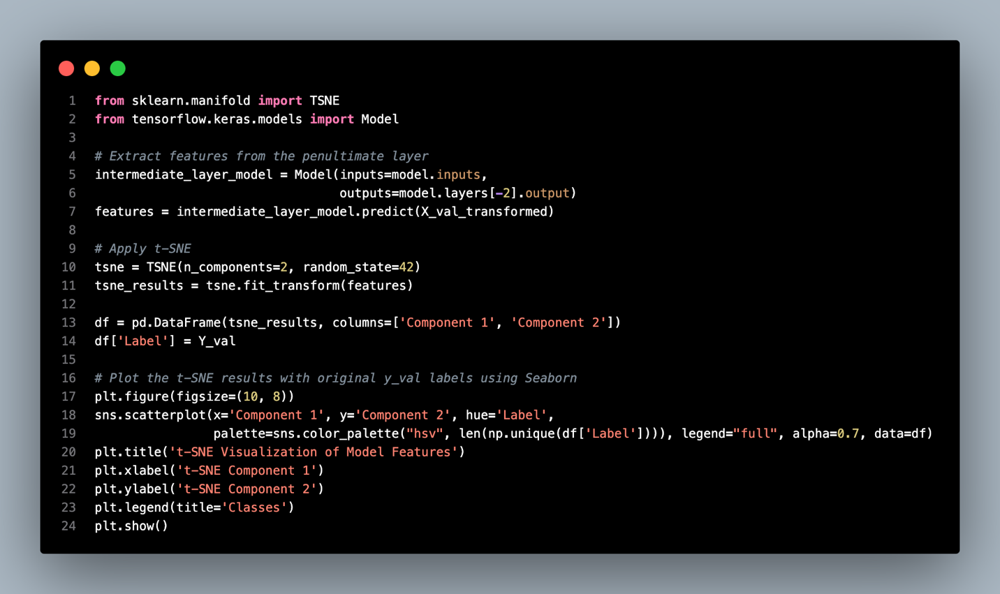 1 from sklearn.manifold import TSNE
2 from tensorflow.keras.models import Model
3
4 # Extract features from the penultimate layer
5 intermediate_layer_model = Model(inputs=model.inputs,
6                                  outputs=model.layers[-2].output)
7 features = intermediate_layer_model.predict(X_val_transformed)
8
9 # Apply t-SNE
10 tsne = TSNE(n_components=2, random_state=42)
11 tsne_results = tsne.fit_transform(features)
12
13 df = pd.DataFrame(tsne_results, columns=['Component 1', 'Component 2'])
14 df['Label'] = Y_val
15
16 # Plot the t-SNE results with original y_val labels using Seaborn
17 plt.figure(figsize=(10, 8))
18 sns.scatterplot(x='Component 1', y='Component 2', hue='Label',
19                 palette=sns.color_palette("hsv", len(np.unique(df['Label']))), legend="full", alpha=0.7, data=df)
20 plt.title('t-SNE Visualization of Model Features')
21 plt.xlabel('t-SNE Component 1')
22 plt.ylabel('t-SNE Component 2')
23 plt.legend(title='Classes')
24 plt.show()